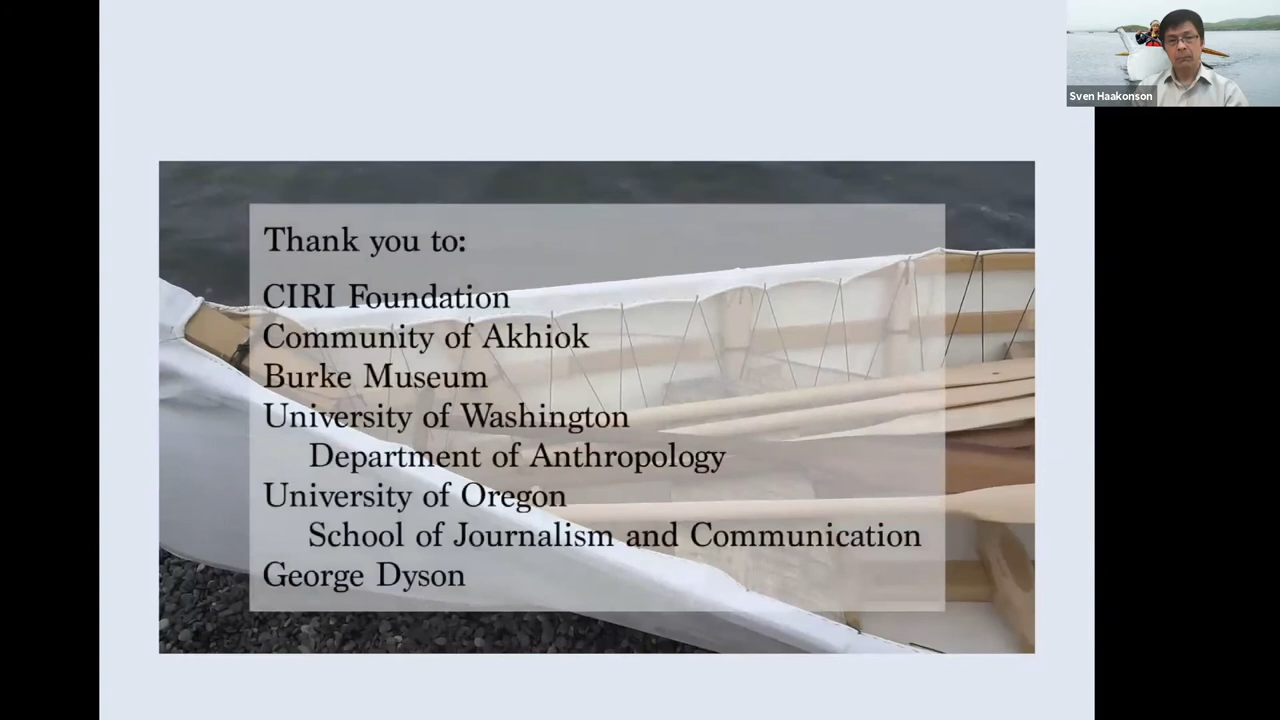 Sven Haakonson
Thank you to:
CIRI Foundation
Community of Akhiok
Burke Museum
University of Washington
Department of Anthropology
University of Oregon
School of Journalism and Communication
George Dyson